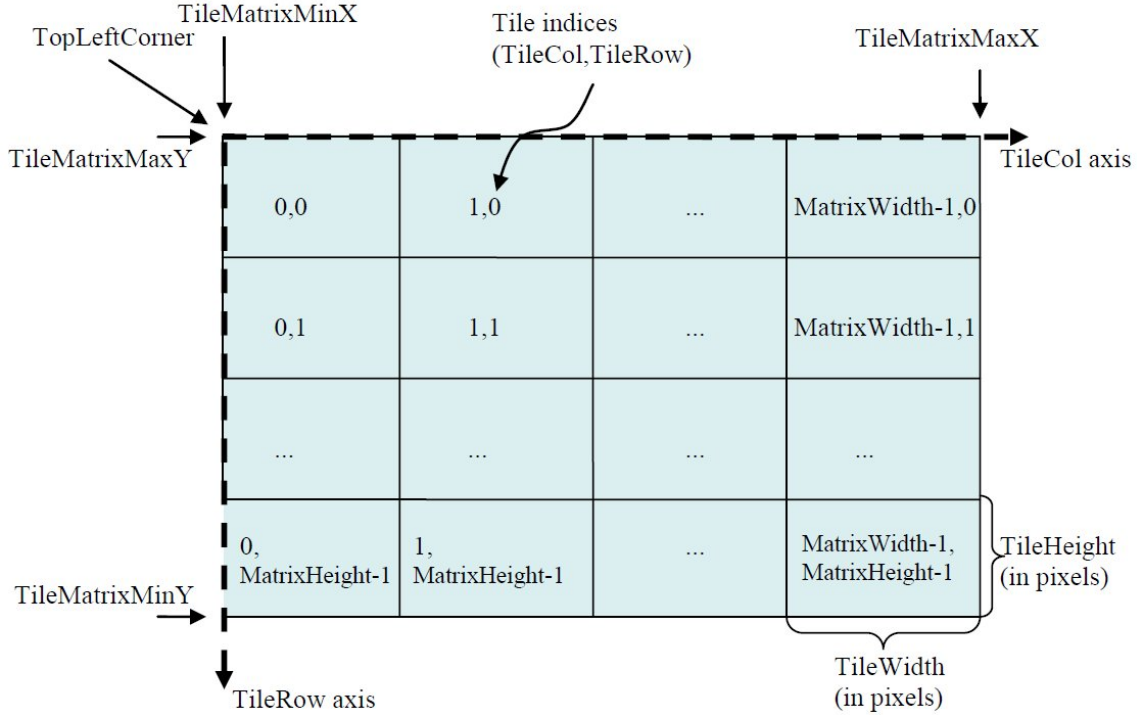 TileMatrixMinX
TopLeftCorner
Tile indices
(TileCol,TileRow)
TileMatrixMaxX
TileMatrixMaxY
TileCol axis
0,0
1,0
...
MatrixWidth-1,0
0,1
1,1
...
MatrixWidth-1,1
...
...
...
...
0,
MatrixHeight-1
1,
MatrixHeight-1
...
MatrixWidth-1,
MatrixHeight-1
TileHeight
(in pixels)
TileMatrixMinY
TileWidth
(in pixels)
TileRow axis